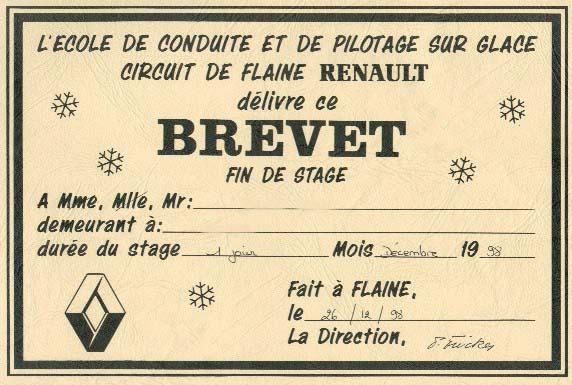 L'ECOLE DE CONDUITE ET DE PILOTAGE SUR GLACE
CIRCUIT DE FLAINE RENAULT
délivre ce
BREVET
FIN DE STAGE
A Mme, Mlle, Mr:
demeurant à:
durée du stage 1 jour Mois Décembre 19 98
Fait à FLAINE,
le 26 / 12 / 98
La Direction,